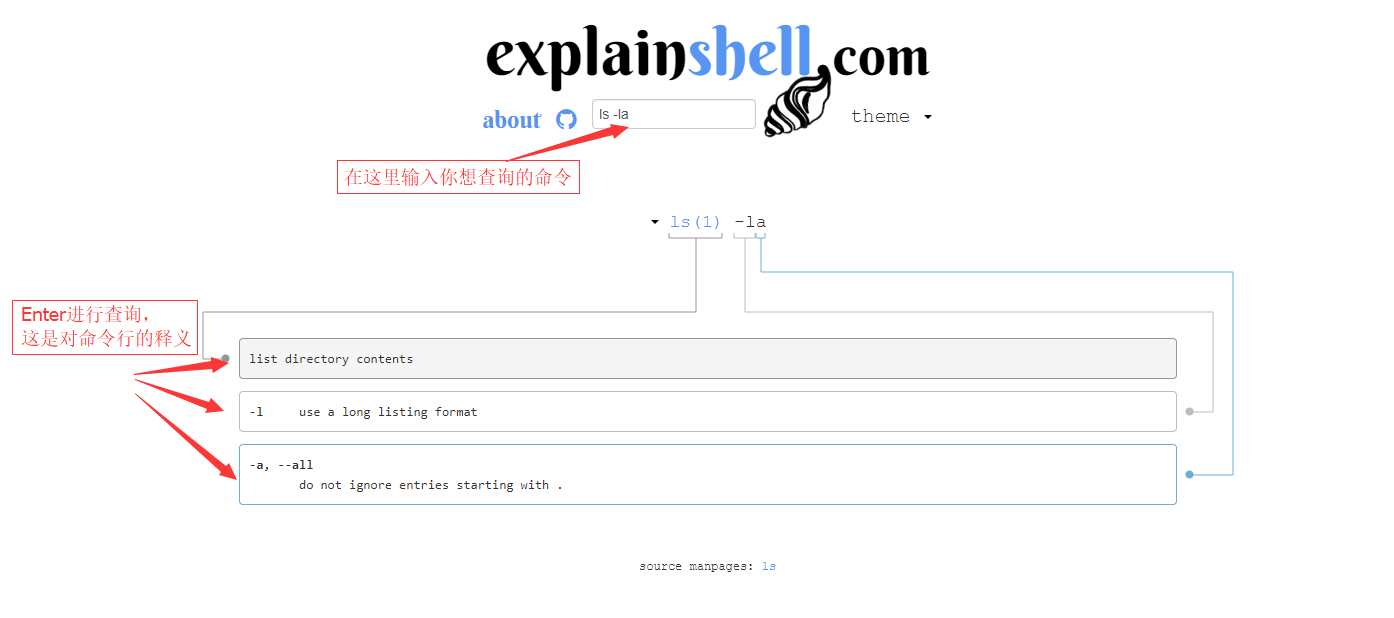 explainshell.com
about
ls -la
theme
在这里输入你想查询的命令
ls(1) -la
Enter进行查询，
这是对命令行的释义
list directory contents
-l use a long listing format
-a, --all
do not ignore entries starting with .
source manpages: ls